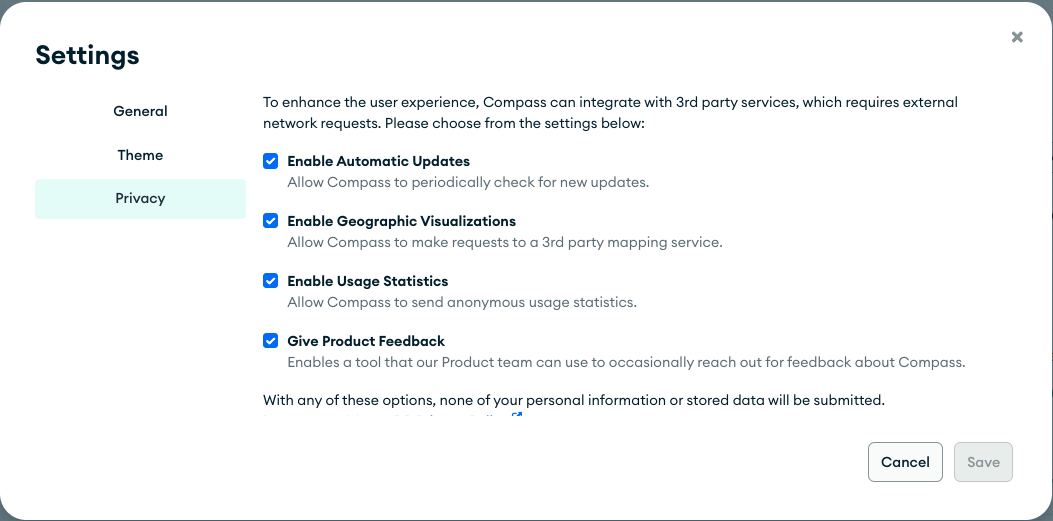 Settings
General
Theme
Privacy
To enhance the user experience, Compass can integrate with 3rd party services, which requires external
network requests. Please choose from the settings below:
Enable Automatic Updates
Allow Compass to periodically check for new updates.
Enable Geographic Visualizations
Allow Compass to make requests to a 3rd party mapping service.
Enable Usage Statistics
Allow Compass to send anonymous usage statistics.
Give Product Feedback
Enables a tool that our Product team can use to occasionally reach out for feedback about Compass.
With any of these options, none of your personal information or stored data will be submitted.
Cancel
Save